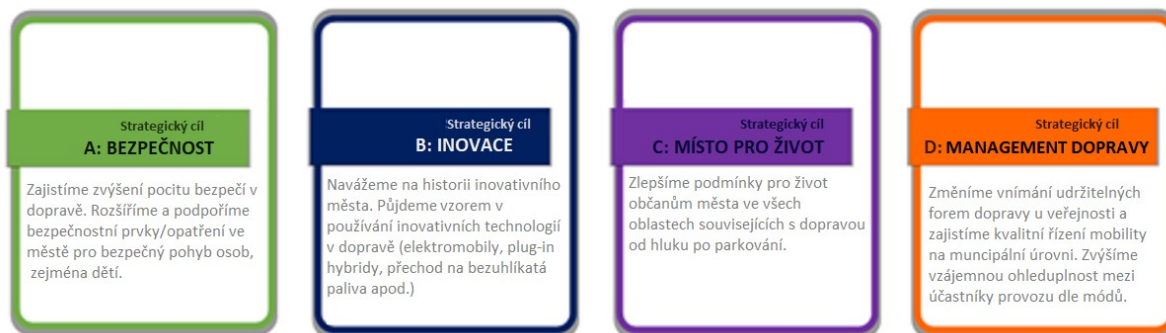 Strategický cíl
A: BEZPEČNOST
Zajistíme zvýšení pocitu bezpečí v
dopravě. Rozšíříme a podpoříme
bezpečnostní prvky/opatření ve
městě pro bezpečný pohyb osob,
zejména dětí.
Strategický cíl
B: INOVACE
Navážeme na historii inovativního
města. Půjdeme vzorem v
používání inovativních technologií
v dopravě (elektromobily, plug-in
hybridy, přechod na bezuhlíkatá
paliva apod.)
Strategický cíl
C: MÍSTO PRO ŽIVOT
Zlepšíme podmínky pro život
občanům města ve všech
oblastech souvisejících s dopravou
od hluku po parkování.
Strategický cíl
D: MANAGEMENT DOPRAVY
Změníme vnímání udržitelných
forem dopravy u veřejnosti a
zajistíme kvalitní řízení mobility
na muncipální úrovni. Zvýšíme
vzájemnou ohleduplnost mezi
účastníky provozu dle módů.